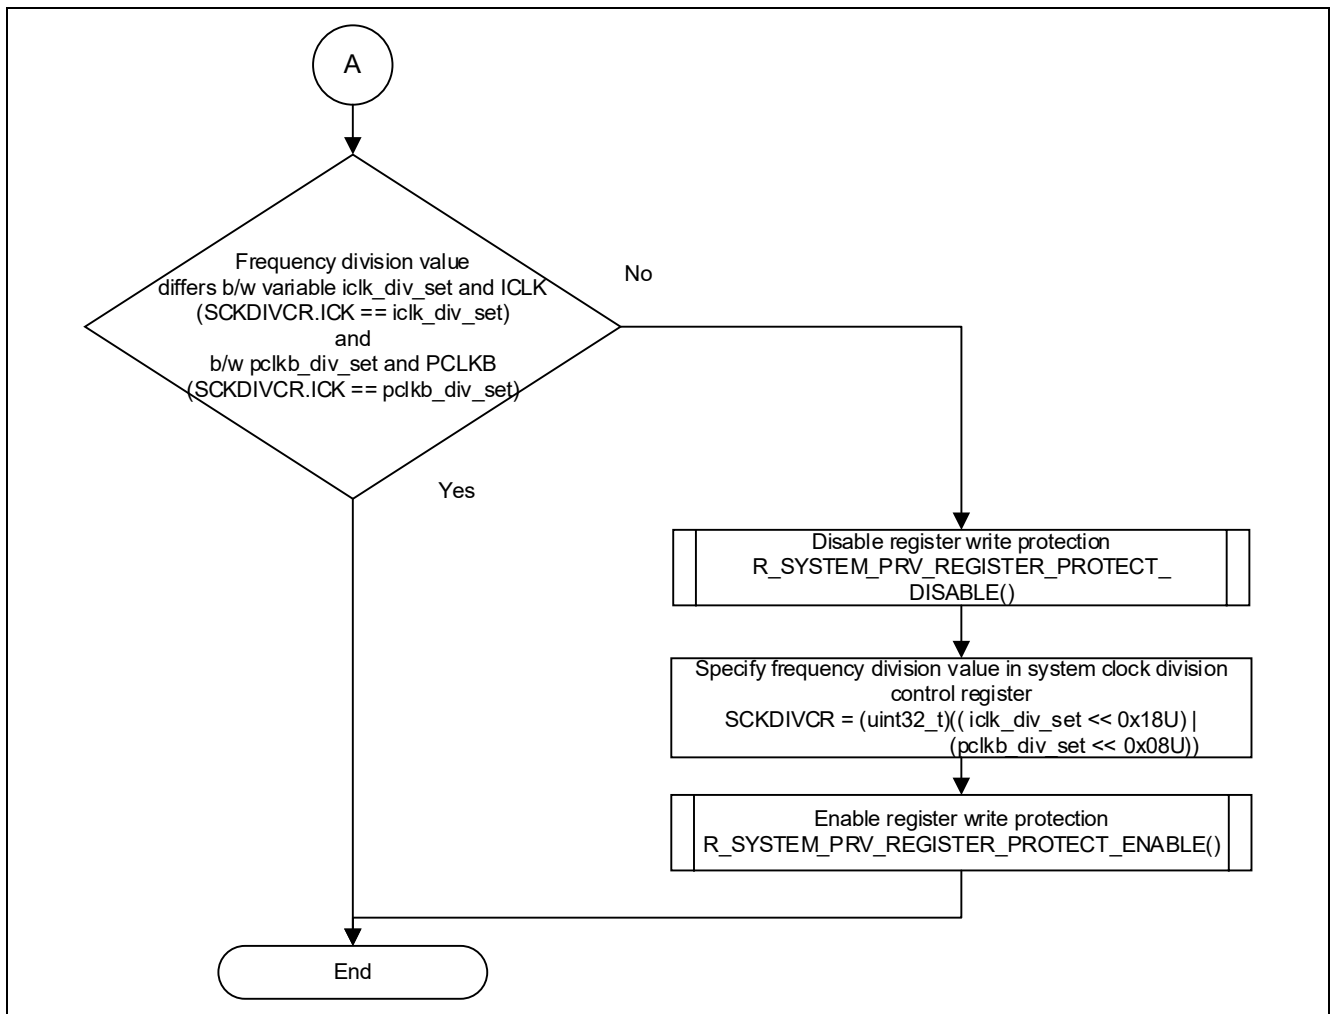 A
Frequency division value
differs b/w variable iclk_div_set and ICLK
(SCKDIVCR.ICK == iclk_div_set)
and
b/w pclkb_div_set and PCLKB
(SCKDIVCR.ICK == pclkb_div_set)
No
Yes
Disable register write protection
R_SYSTEM_PRV_REGISTER_PROTECT_
DISABLE()
Specify frequency division value in system clock division
control register
SCKDIVCR = (uint32_t)(( iclk_div_set << 0x18U) |
(pclkb_div_set << 0x08U))
Enable register write protection
R_SYSTEM_PRV_REGISTER_PROTECT_ENABLE()
End